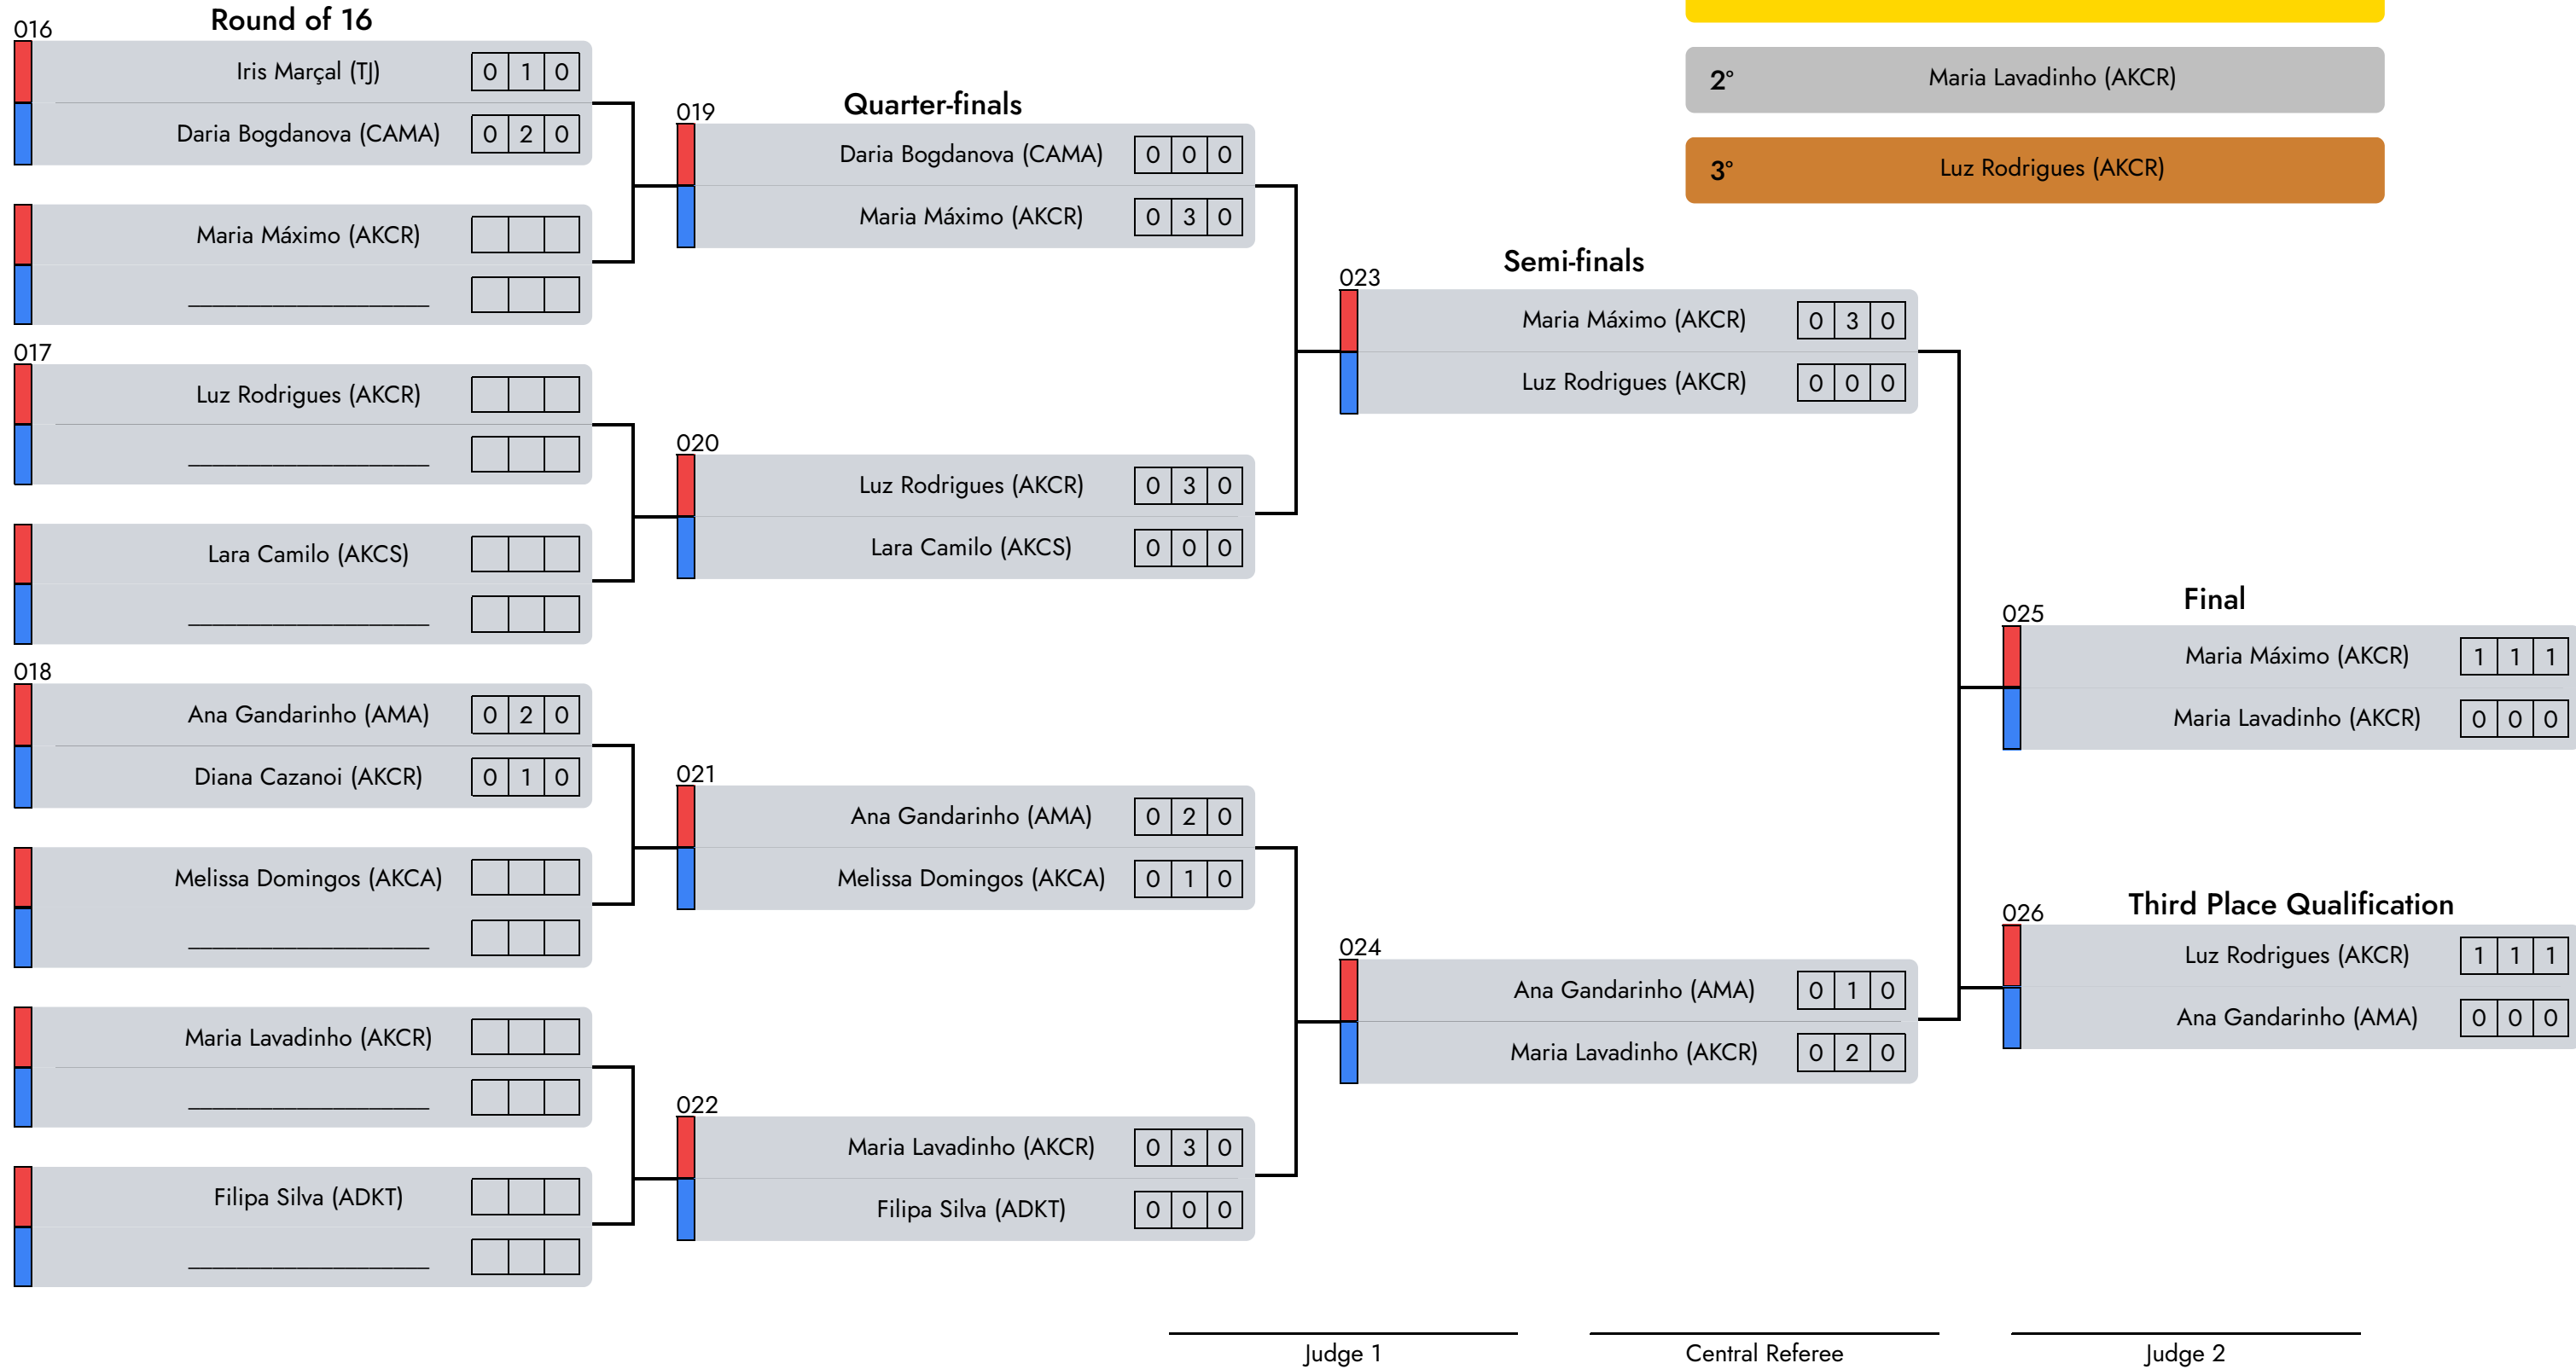 Round of 16
016
Iris Marçal (TJ) 0 1 0
Daria Bogdanova (CAMA) 0 2 0
Maria Máximo (AKCR)
____________________
017
Luz Rodrigues (AKCR)
____________________
Lara Camilo (AKCS)
____________________
018
Ana Gandarinho (AMA) 0 2 0
Diana Cazanoi (AKCR) 0 1 0
Melissa Domingos (AKCA)
____________________
Maria Lavadinho (AKCR)
____________________
Filipa Silva (ADKT)
____________________
Quarter-finals
019
Daria Bogdanova (CAMA) 0 0 0
Maria Máximo (AKCR) 0 3 0
020
Luz Rodrigues (AKCR) 0 3 0
Lara Camilo (AKCS) 0 0 0
021
Ana Gandarinho (AMA) 0 2 0
Melissa Domingos (AKCA) 0 1 0
022
Maria Lavadinho (AKCR) 0 3 0
Filipa Silva (ADKT) 0 0 0
Semi-finals
023
Maria Máximo (AKCR) 0 3 0
Luz Rodrigues (AKCR) 0 0 0
024
Ana Gandarinho (AMA) 0 1 0
Maria Lavadinho (AKCR) 0 2 0
2° Maria Lavadinho (AKCR)
3° Luz Rodrigues (AKCR)
Final
025
Maria Máximo (AKCR) 1 1 1
Maria Lavadinho (AKCR) 0 0 0
Third Place Qualification
026
Luz Rodrigues (AKCR) 1 1 1
Ana Gandarinho (AMA) 0 0 0
Judge 1
Central Referee
Judge 2